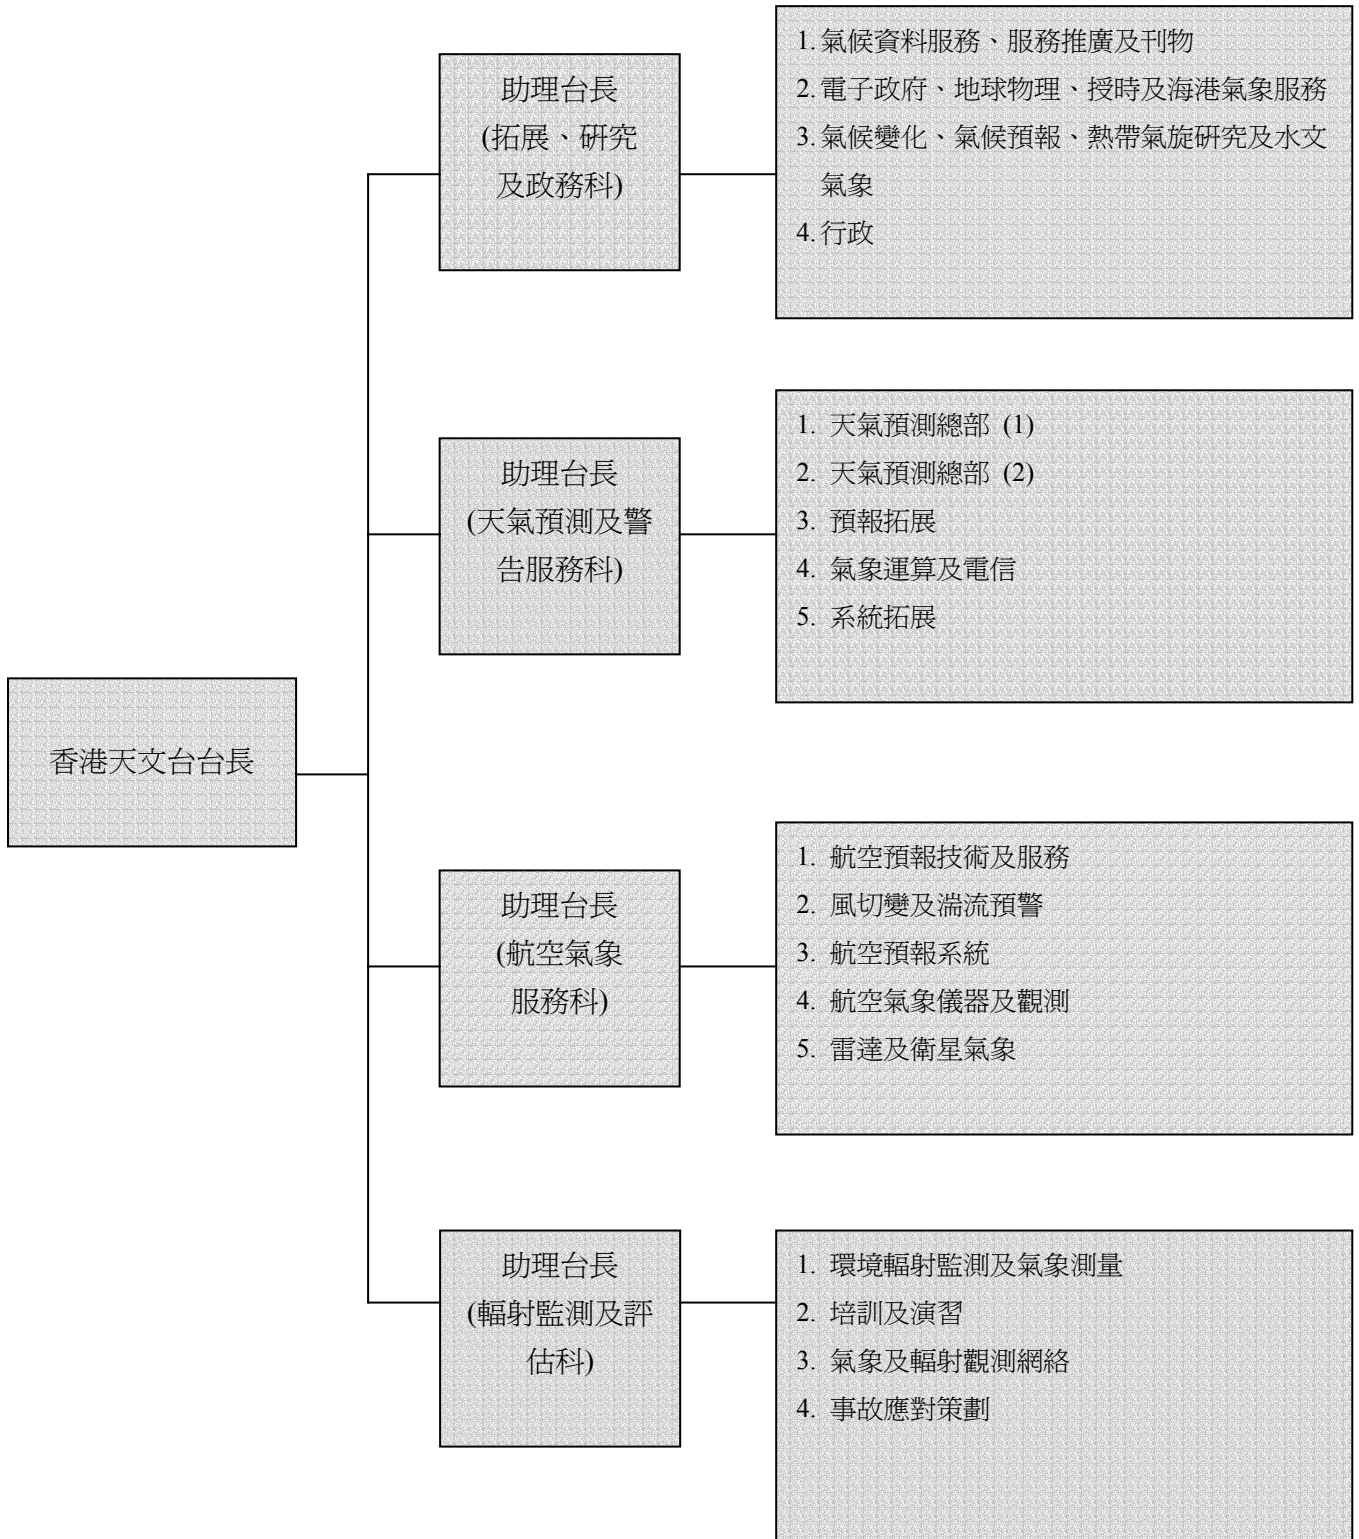 助理台長
(拓展、研究
及政務科)
1. 氣候資料服務、服務推廣及刊物
2. 電子政府、地球物理、授時及海港氣象服務
3. 氣候變化、氣候預報、熱帶氣旋研究及水文
氣象
4. 行政
助理台長
(天氣預測及警
告服務科)
1. 天氣預測總部 (1)
2. 天氣預測總部 (2)
3. 預報拓展
4. 氣象運算及電信
5. 系統拓展
香港天文台台長
助理台長
(航空氣象
服務科)
1. 航空預報技術及服務
2. 風切變及湍流預警
3. 航空預報系統
4. 航空氣象儀器及觀測
5. 雷達及衛星氣象
助理台長
(輻射監測及評
估科)
1. 環境輻射監測及氣象測量
2. 培訓及演習
3. 氣象及輻射觀測網絡
4. 事故應對策劃